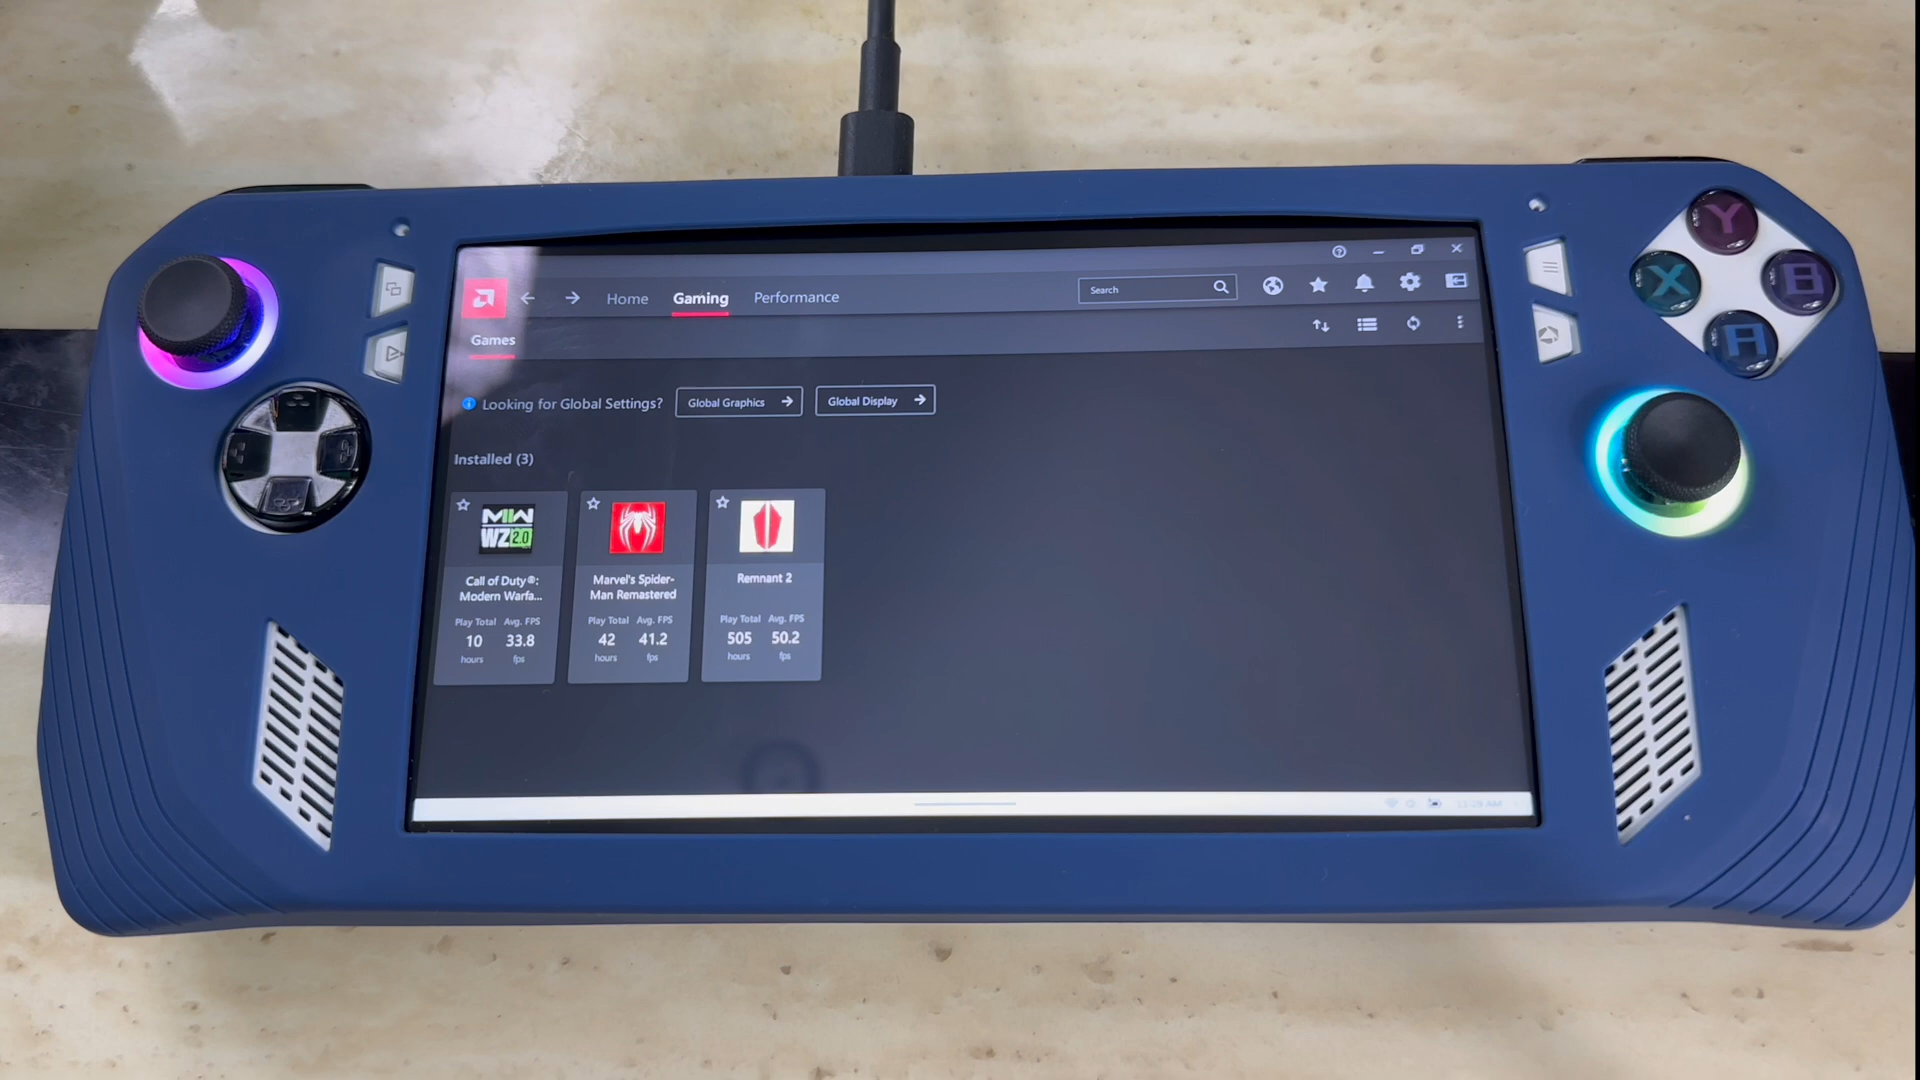 Home Gaming Performance Search
Games
Looking for Global Settings? Global Graphics → Global Display →
Installed (3)
MW
WZ 2.0
Call of Duty®:
Modern Warfa...
Play Total Avg. FPS
10 33.8
hours fps
Marvel's Spider-
Man Remastered
Play Total Avg. FPS
42 41.2
hours fps
Remnant 2
Play Total Avg. FPS
505 50.2
hours fps
Y
X B
A